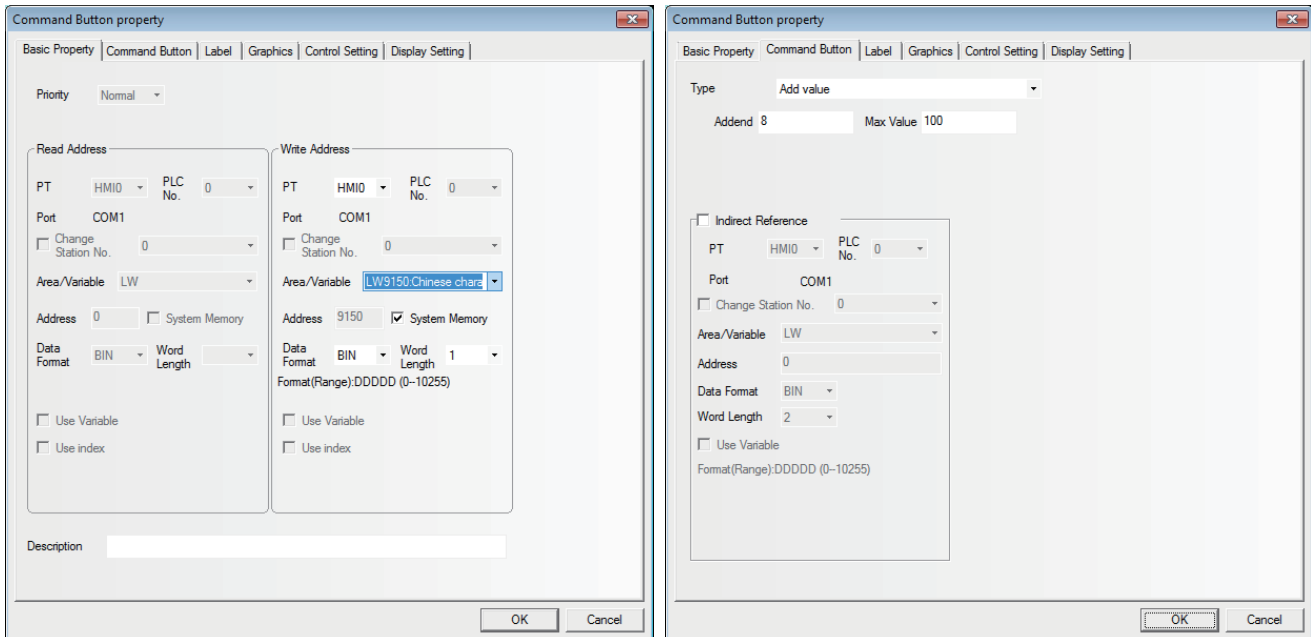 Command Button property
Basic Property Command Button Label Graphics Control Setting Display Setting
Priority Normal
Read Address
PT HMI0 PLC No. 0
Port COM1
Change Station No. 0
Area/Variable LW
Address 0 System Memory
Data Format BIN Word Length
Use Variable
Use index
Write Address
PT HMI0 PLC No. 0
Port COM1
Change Station No. 0
Area/Variable LW9150:Chinese chara
Address 9150 System Memory
Data Format BIN Word Length 1
Format(Range):DDDDD (0--10255)
Use Variable
Use index
Description
OK Cancel
Command Button property
Basic Property Command Button Label Graphics Control Setting Display Setting
Type Add value
Addend 8 Max Value 100
Indirect Reference
PT HMI0 PLC No. 0
Port COM1
Change Station No. 0
Area/Variable LW
Address 0
Data Format BIN
Word Length 2
Use Variable
Format(Range):DDDDD (0--10255)
OK Cancel